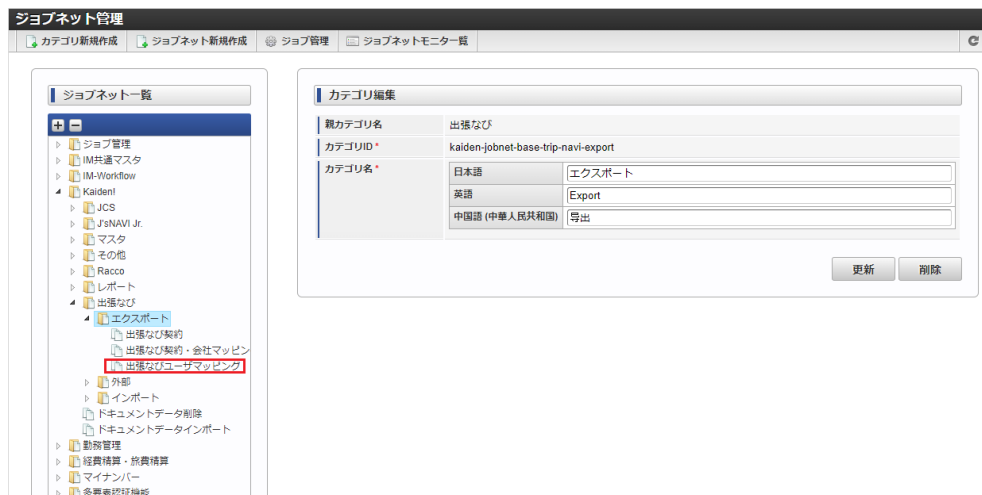 ジョブネット管理
カテゴリ新規作成 ジョブネット新規作成 ジョブ管理 ジョブネットモニター覧
ジョブネット一覧
ジョブ管理
IM共通マスタ
IM-Workflow
Kaiden!
JCS
J'sNAVI Jr.
マスタ
その他
Racco
レポート
出張なび
エクスポート
出張なび契約
出張なび契約・会社マッピン
出張なびユーザマッピング
外部
インポート
ドキュメントデータ削除
ドキュメントデータインポート
勤務管理
経費精算・旅費精算
マイナンバー
多要素認証機能
カテゴリ編集
親カテゴリ名 出張なび
カテゴリID * kaiden-jobnet-base-trip-navi-export
カテゴリ名 * 日本語 エクスポート
英語 Export
中国語 (中華人民共和国) 导出
更新 削除